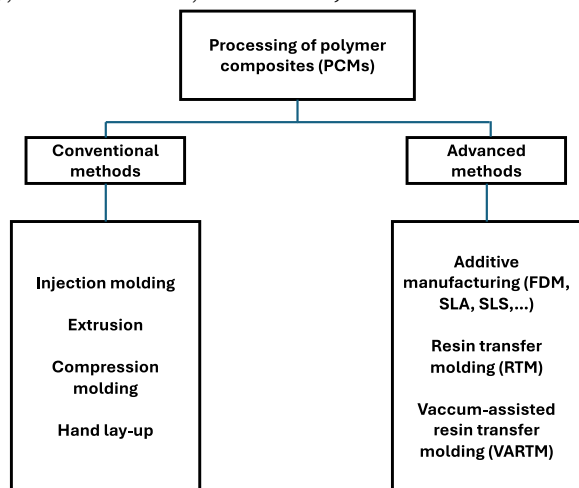 Processing of polymer
composites (PCMs)
Conventional
methods
Advanced
methods
Injection molding
Extrusion
Compression
molding
Hand lay-up
Additive
manufacturing (FDM,
SLA, SLS,...)
Resin transfer
molding (RTM)
Vaccum-assisted
resin transfer
molding (VARTM)